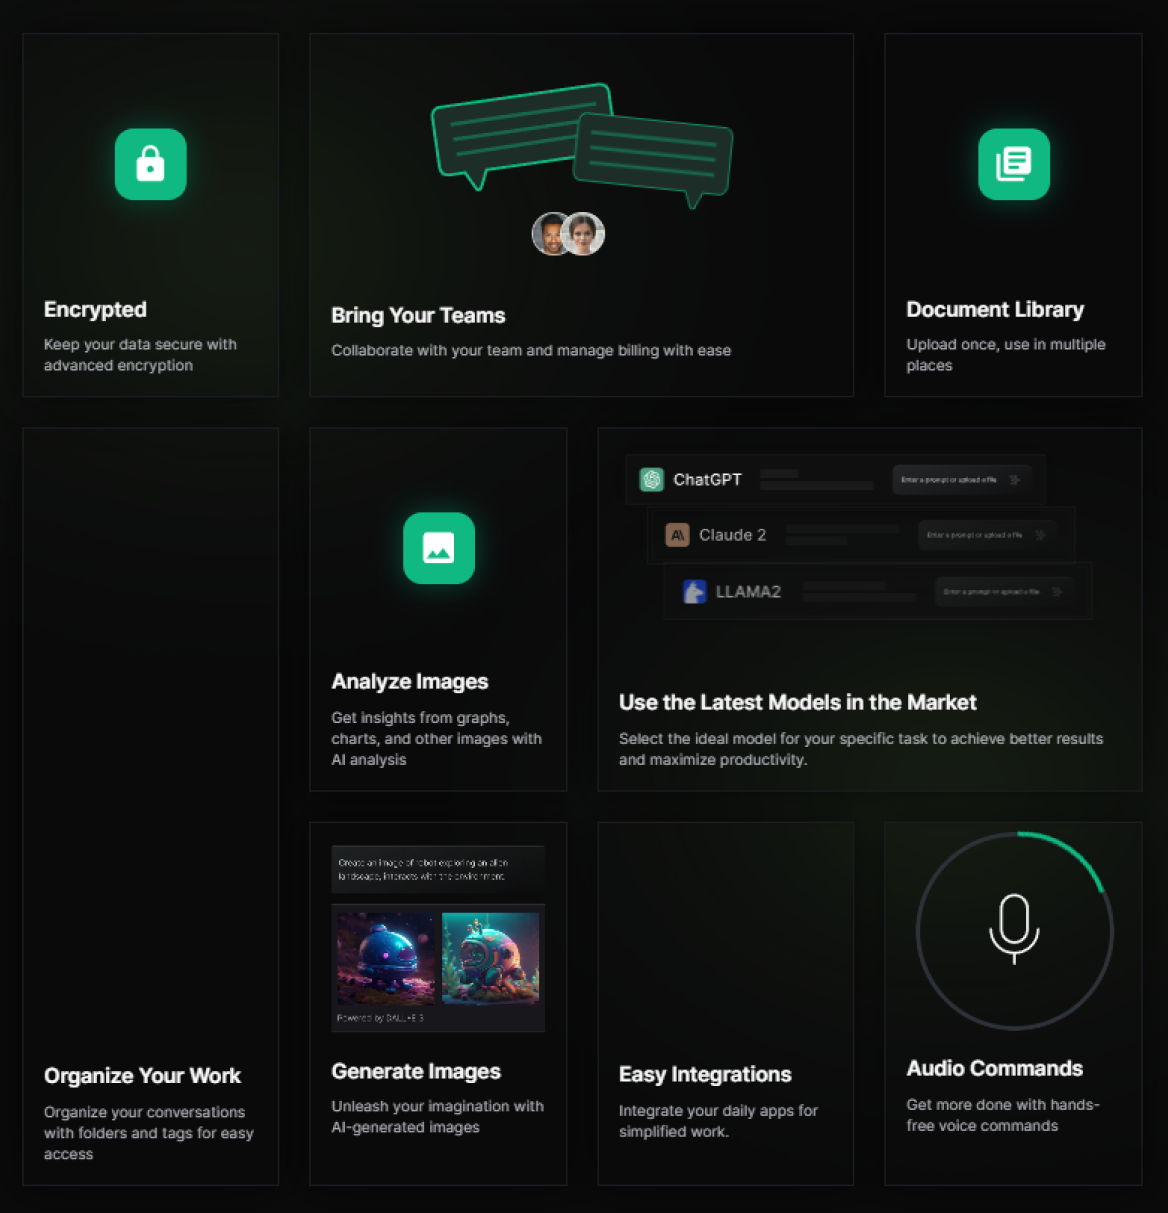 Encrypted
Keep your data secure with
advanced encryption
Bring Your Teams
Collaborate with your team and manage billing with ease
Document Library
Upload once, use in multiple
places
Organize Your Work
Organize your conversations
with folders and tags for easy
access
Analyze Images
Get insights from graphs,
charts, and other images with
AI analysis
ChatGPT
Enter a prompt or upload a file
Claude 2
Enter a prompt or upload a file
LLAMA2
Enter a prompt or upload a file
Use the Latest Models in the Market
Select the ideal model for your specific task to achieve better results
and maximize productivity.
Create an image of robot exploring an alien
landscape, interacts with the environment.
Powered by DALL•E 3
Generate Images
Unleash your imagination with
AI-generated images
Easy Integrations
Integrate your daily apps for
simplified work.
Audio Commands
Get more done with hands-
free voice commands